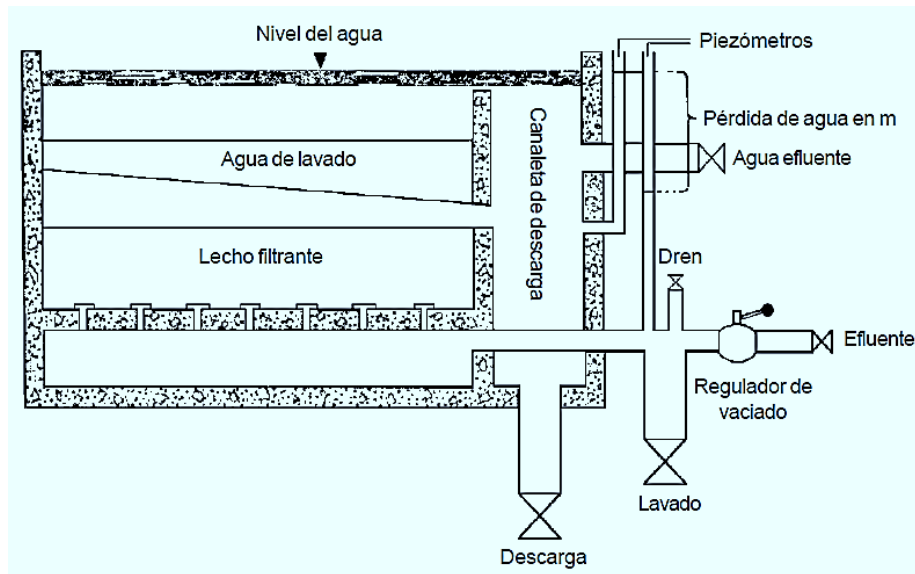 Nivel del agua
Piezómetros
Pérdida de agua en m
Agua efluente
Agua de lavado
Canaleta de descarga
Lecho filtrante
Dren
Efluente
Regulador de
vaciado
Lavado
Descarga